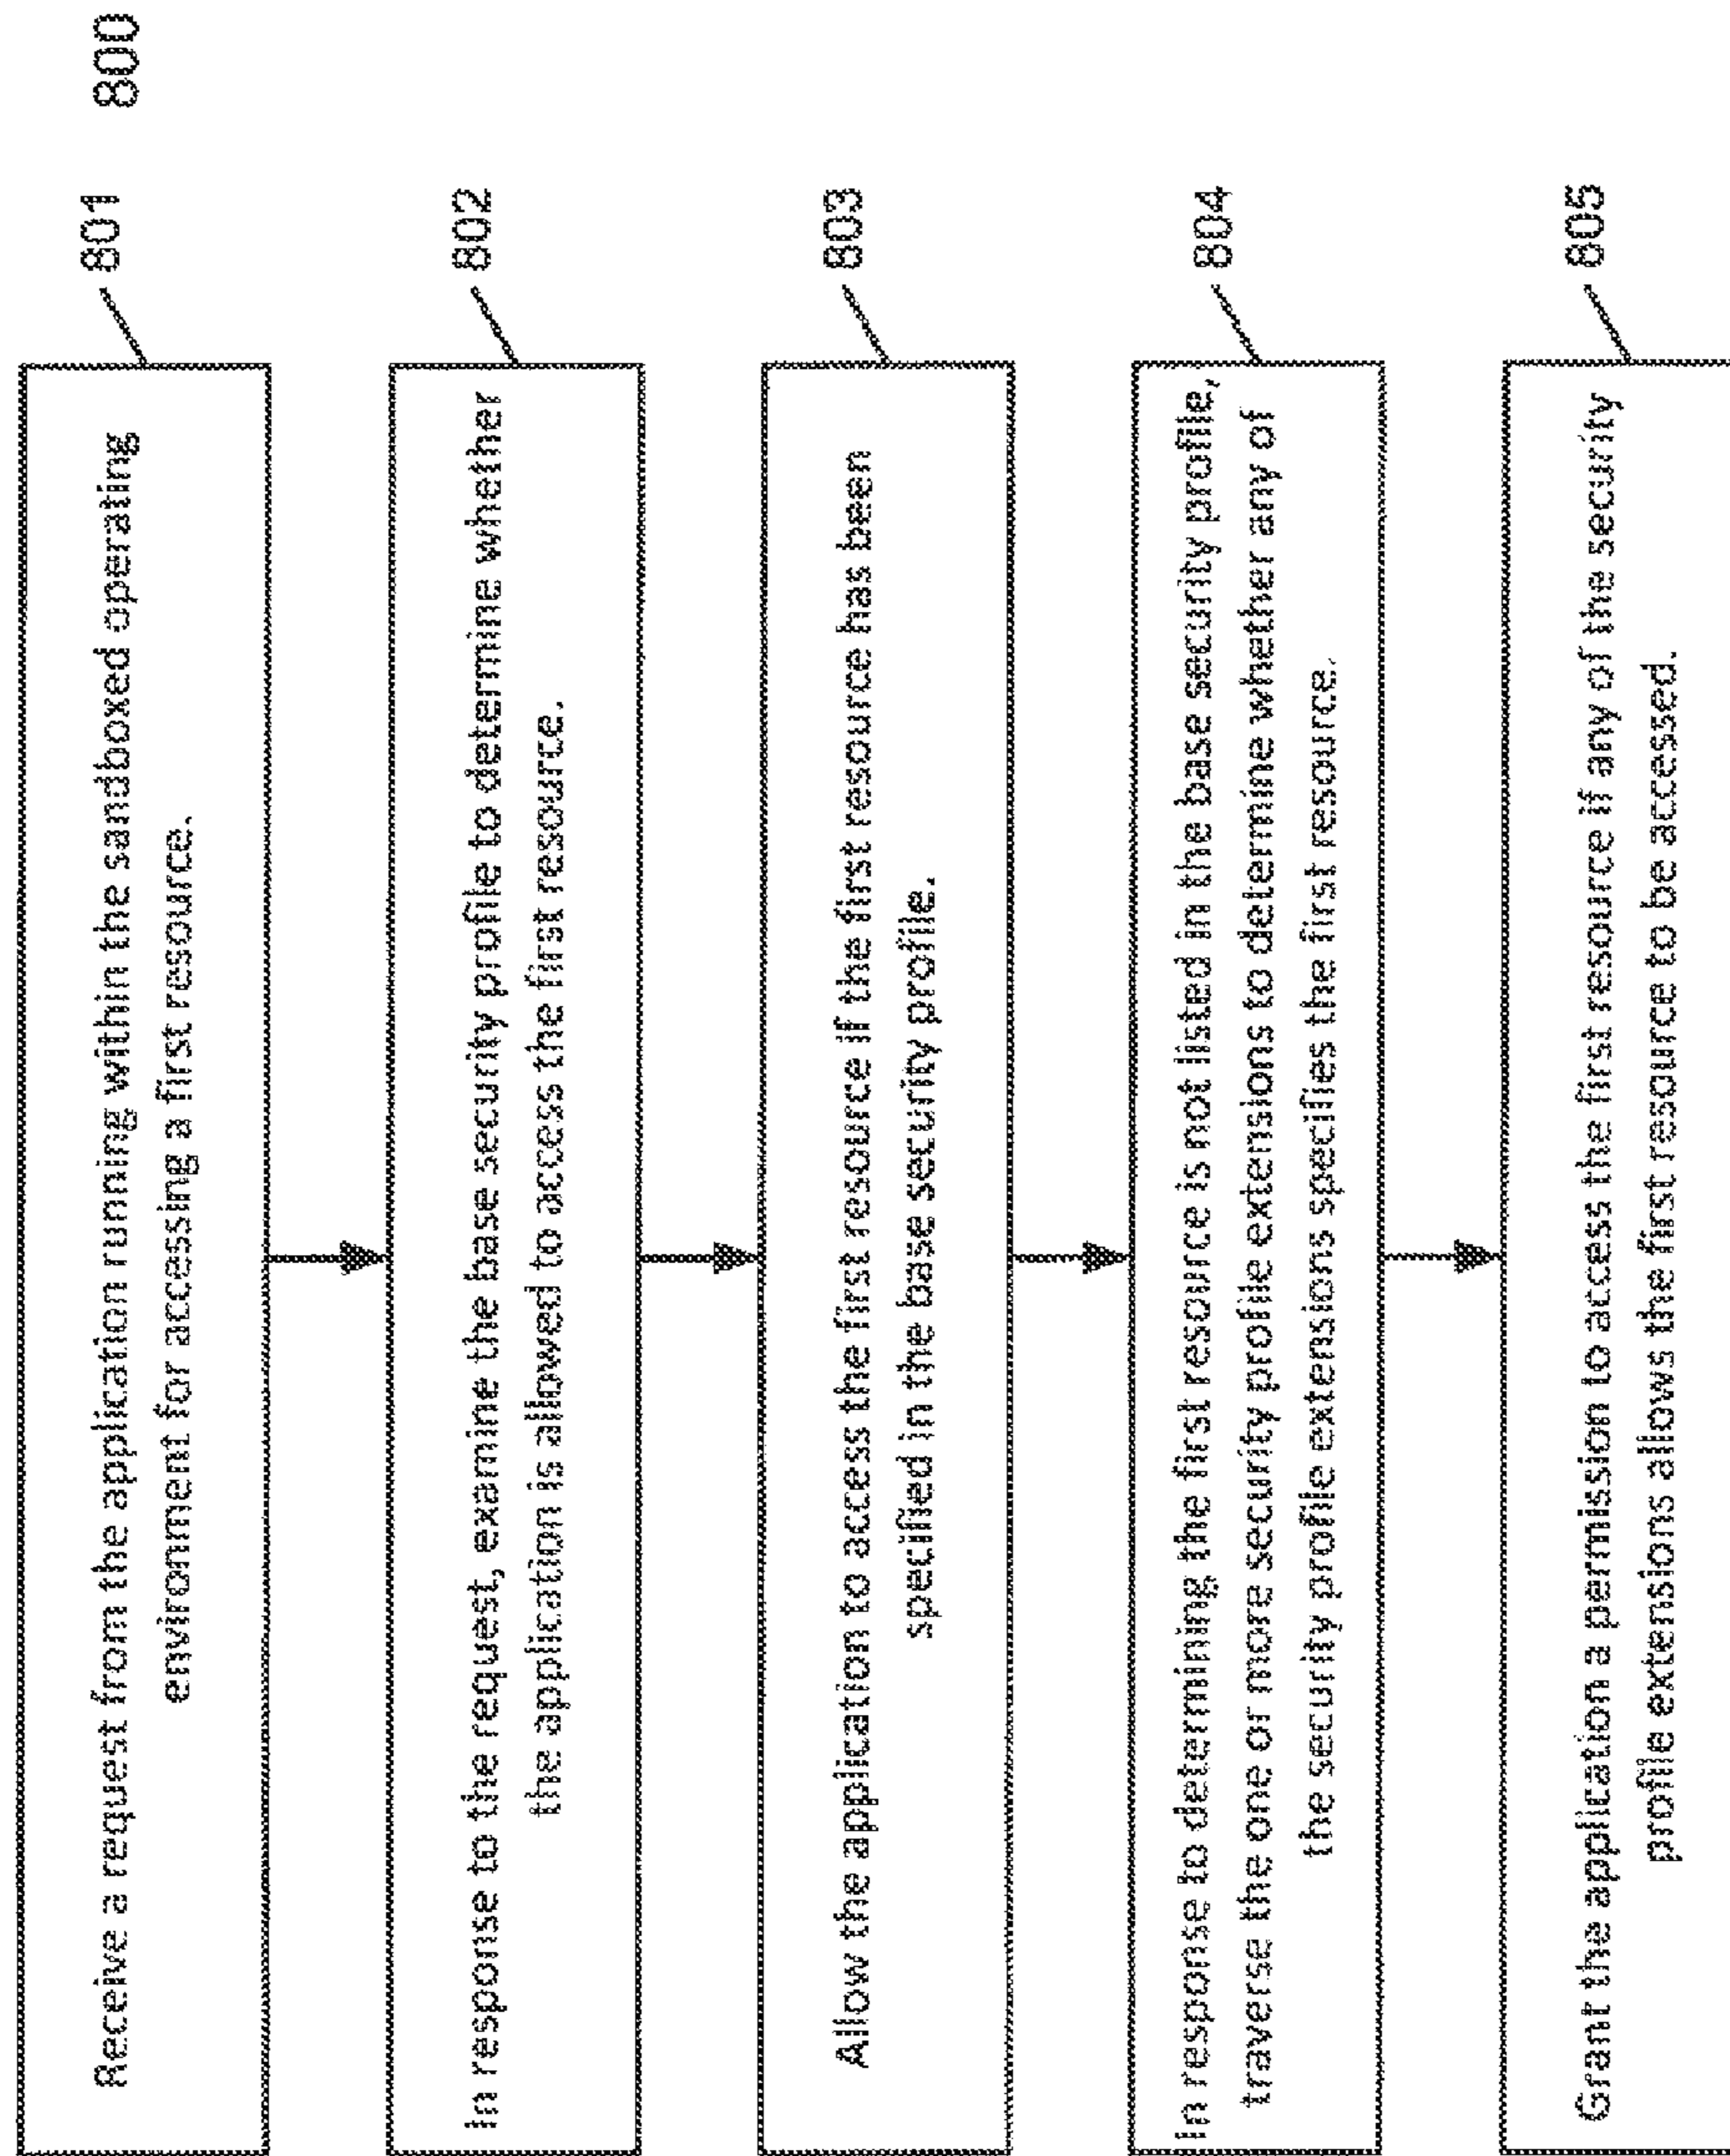 800
801
Receive a request from the application running within the sandboxed operating
environment for accessing a first resource.
802
In response to the request, examine the base security profile to determine whether
the application is allowed to access the first resource.
803
Allow the application to access the first resource if the first resource has been
specified in the base security profile.
804
In response to determining the first resource is not listed in the base security profile,
traverse the one or more security profile extensions to determine whether any of
the security profile extensions specifies the first resource.
805
Grant the application a permission to access the first resource if any of the security
profile extensions allows the first resource to be accessed.